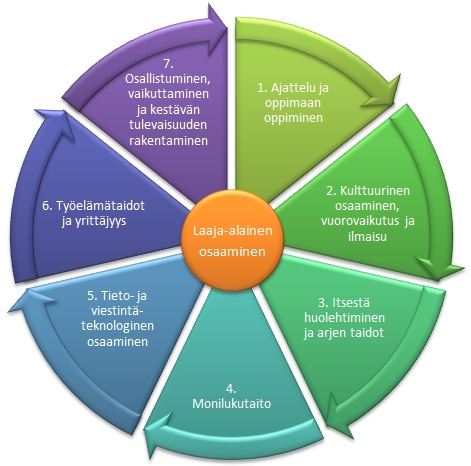 7.
Osallistuminen,
vaikuttaminen
ja kestävän
tulevaisuuden
rakentaminen
1. Ajattelu ja
oppimaan
oppiminen
2. Kulttuurinen
osaaminen,
vuorovaikutus ja
ilmaisu
3. Itsestä
huolehtiminen
ja arjen taidot
4.
Monilukutaito
5. Tieto- ja
viestintä-
teknologinen
osaaminen
6. Työelämätaidot
ja yrittäjyys
Laaja-alainen
osaaminen